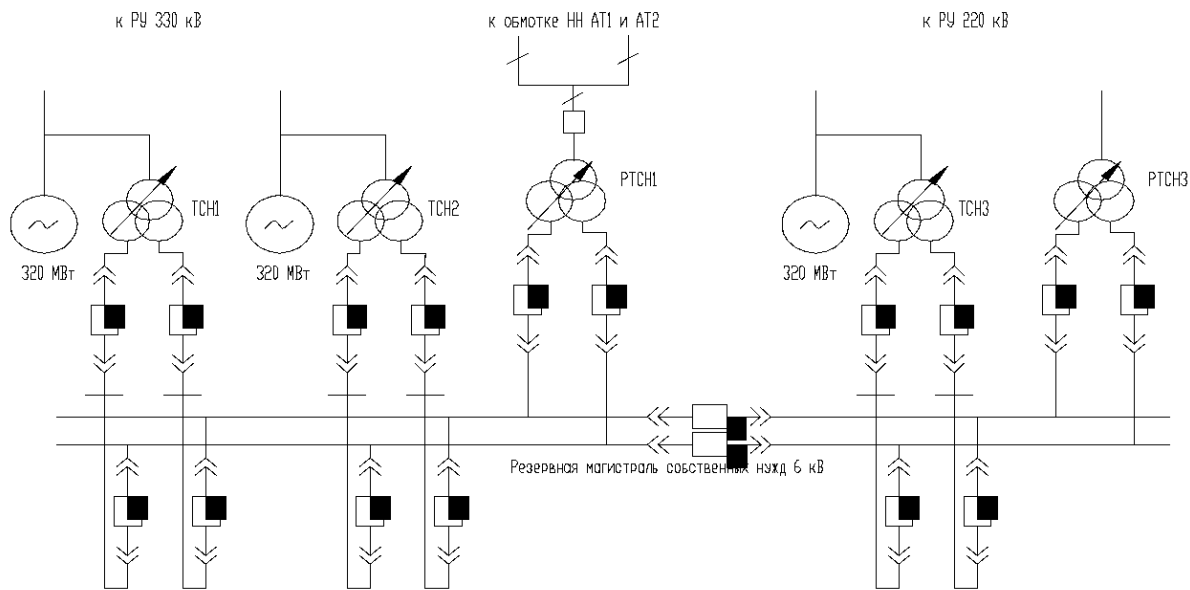 к РУ 330 кВ
к обмотке НН АТ1 и АТ2
к РУ 220 кВ
РТСН1
РТСН3
ТСН1
ТСН2
ТСН3
320 МВт
320 МВт
320 МВт
Резервная магистраль собственных нужд 6 кВ